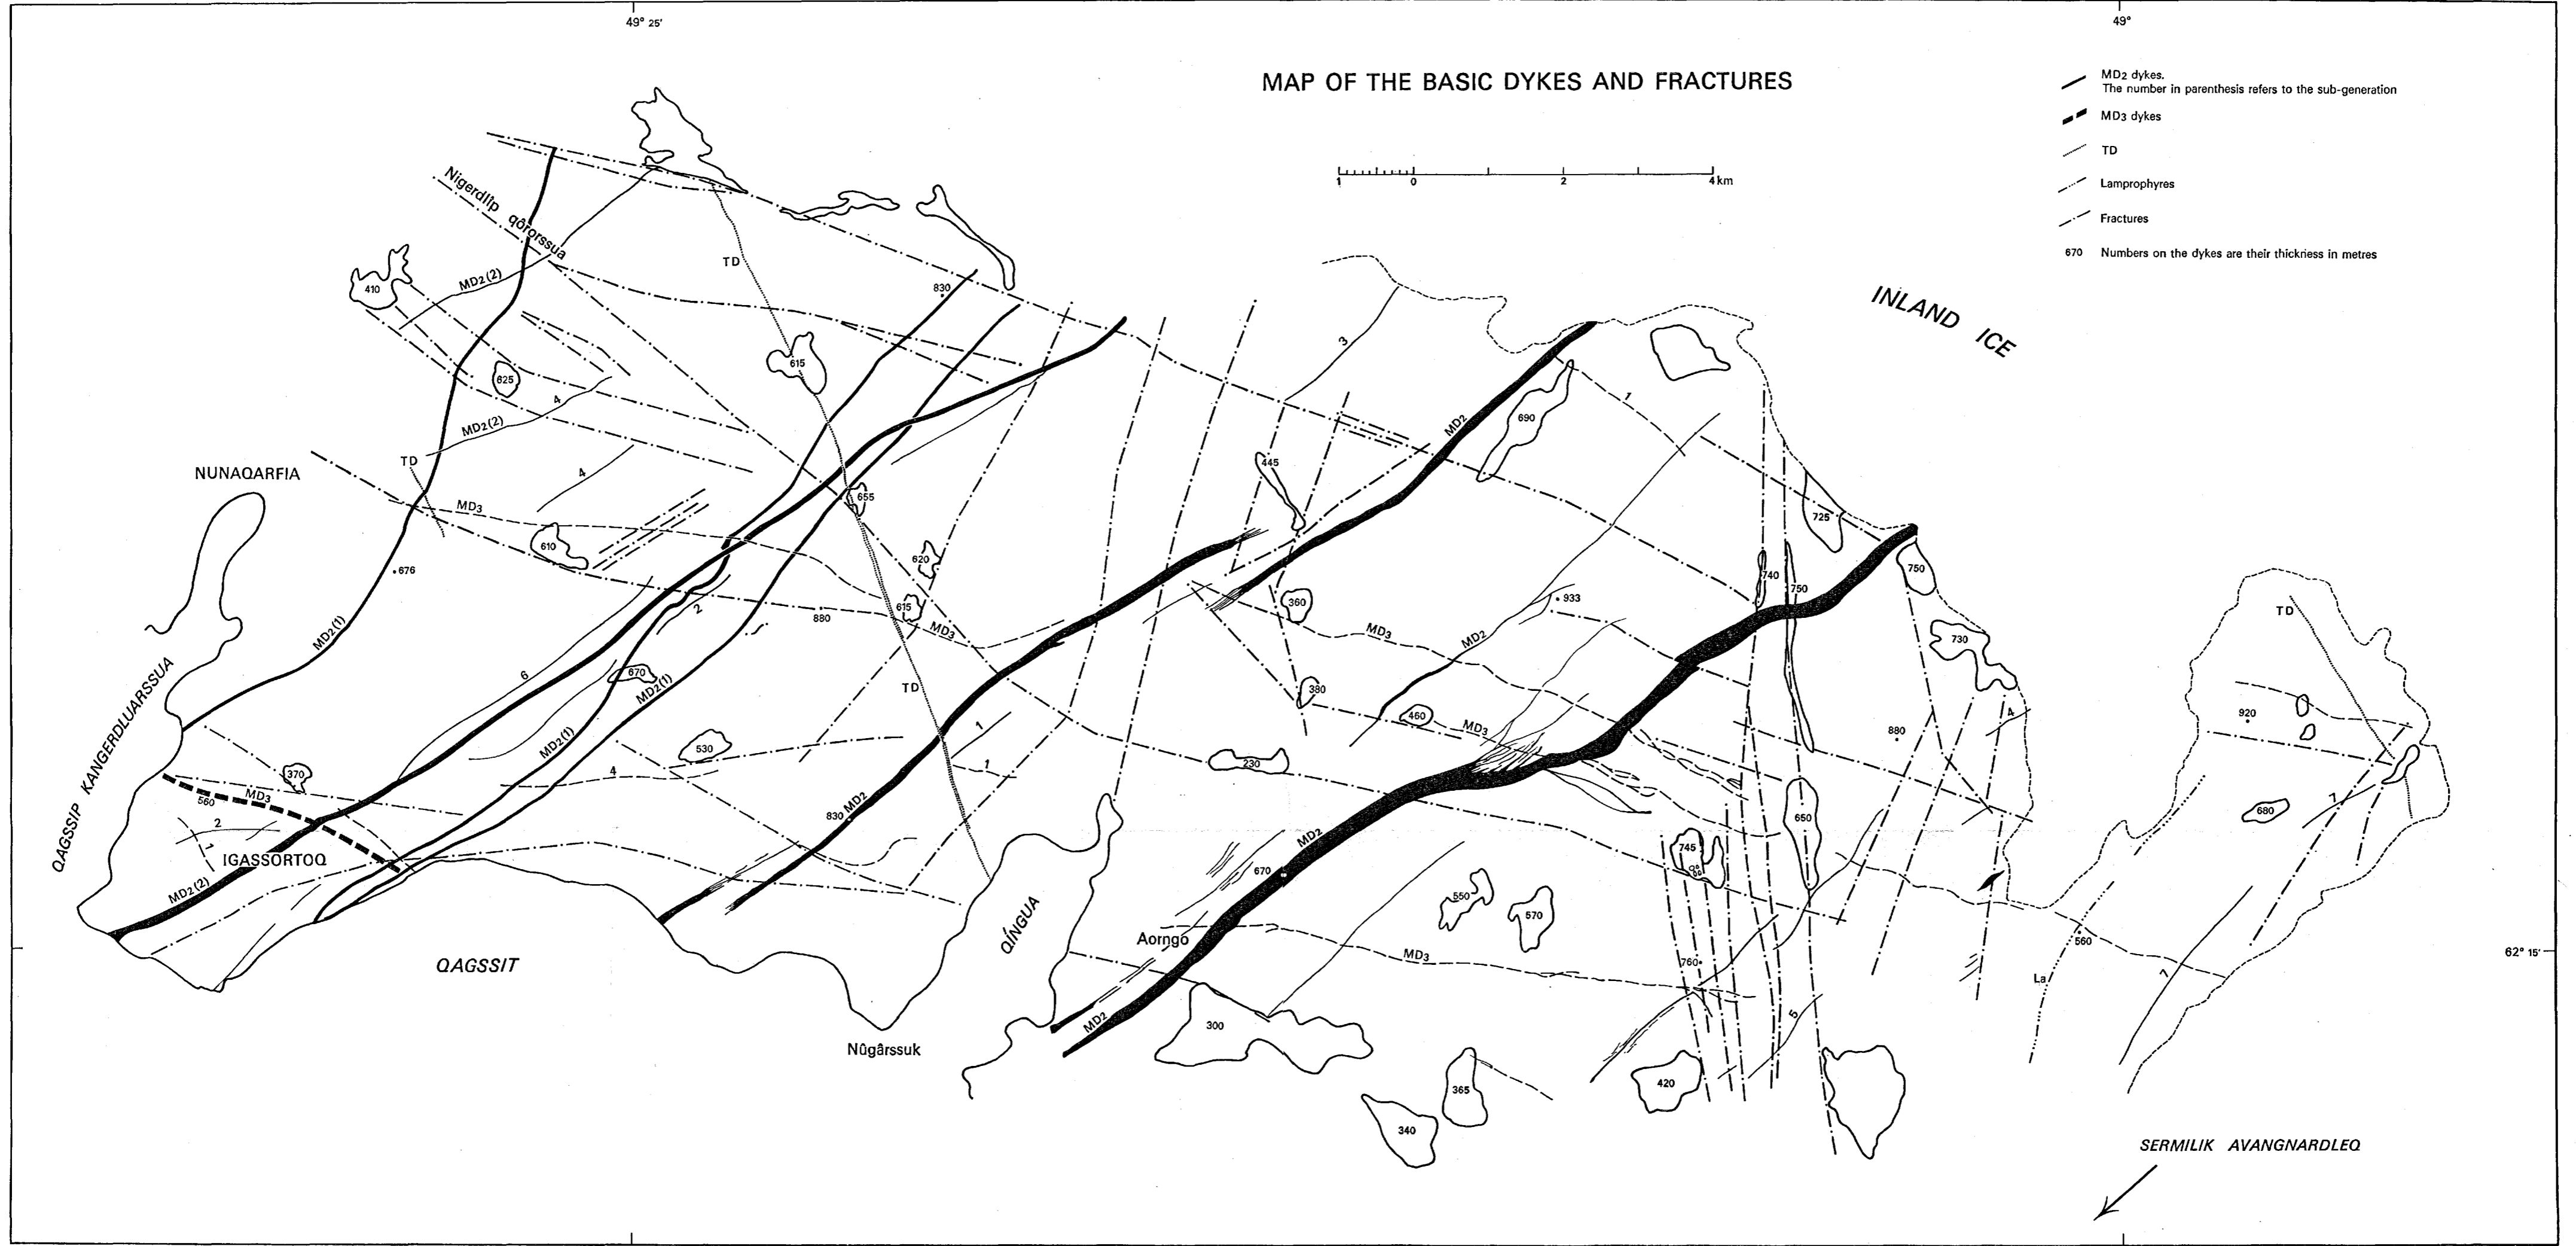 49° 25'
49°
MAP OF THE BASIC DYKES AND FRACTURES
MD2 dykes.
The number in parenthesis refers to the sub-generation
MD3 dykes
TD
Lamprophyres
Fractures
670 Numbers on the dykes are their thickness in metres
1 0 2 4 km
Nigerdlîp qôrorssua
INLAND ICE
TD
MD2(2)
410
830
3
615
625
4
MD2(2)
1
690
MD2
TD
445
NUNAQARFIA
4
655
MD3
725
610
620
676
740
750
750
933
360
615
2
880
MD3
MD3
TD
730
MD2(1)
MD2
6
670
MD2(1)
TD
380
460
4
920
MD3
1
880
MD2(1)
530
QAGSSIP KANGERDLUARSSUA
4
1
230
370
MD3
560
7
680
830
MD2
650
2
1
MD2
745
IGASSORTOQ
670
MD2(2)
550
570
QÍNGUA
Aorngo
560
62° 15'
QAGSSIT
MD3
760
La
7
5
MD2
300
Nûgârssuk
420
365
340
SERMILIK AVANGNARDLEQ